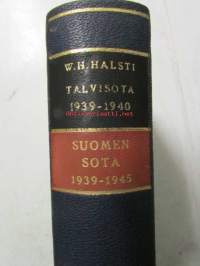 W.H. HALSTI
TALVISOTA
1939-1940
SUOMEN
SOTA
1939-1945